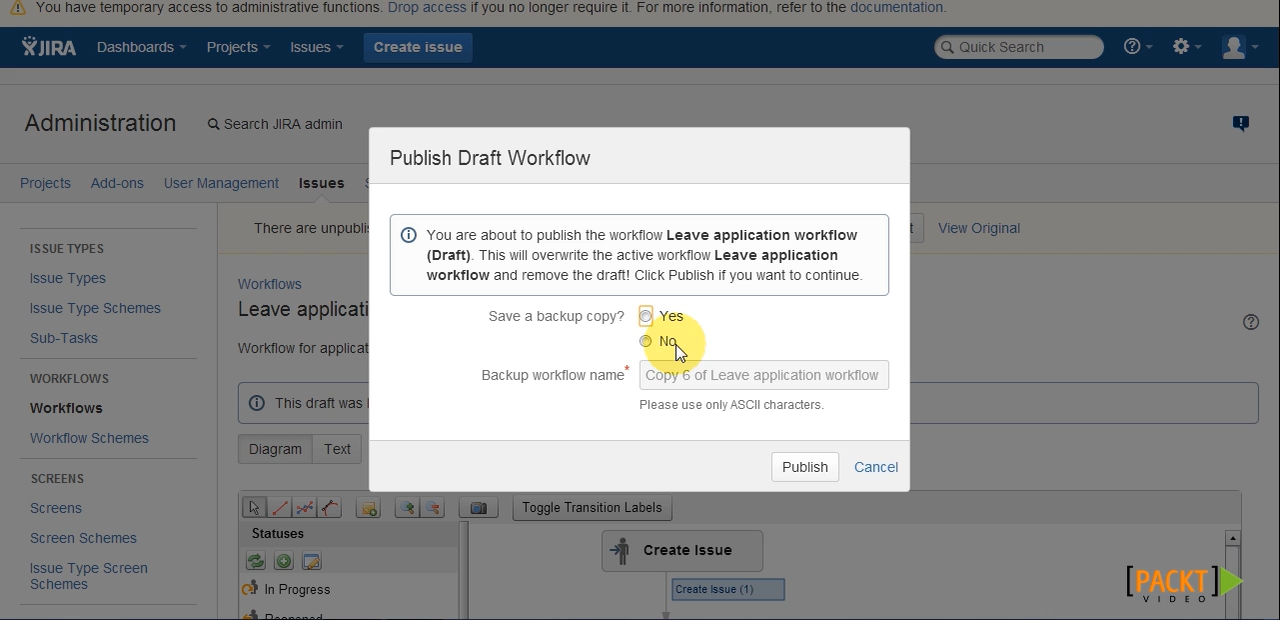 You have temporary access to administrative functions. Drop access if you no longer require it. For more information, refer to the documentation.
JIRA Dashboards Projects Issues Create issue Quick Search
Administration Search JIRA admin
Projects Add-ons User Management Issues
Publish Draft Workflow
You are about to publish the workflow Leave application workflow
(Draft). This will overwrite the active workflow Leave application
workflow and remove the draft! Click Publish if you want to continue.
Save a backup copy? Yes
No
Backup workflow name* Copy 6 of Leave application workflow
Please use only ASCII characters.
Publish Cancel
There are View Original
ISSUE TYPES
Issue Types
Issue Type Schemes
Sub-Tasks
WORKFLOWS
Workflows
Workflow Schemes
SCREENS
Screens
Screen Schemes
Issue Type Screen
Schemes
Workflows
Leave
Workflow for
This draft was
Diagram Text
Toggle Transition Labels
Statuses
In Progress
Create Issue
Create Issue (1)
[PACKT]
VIDEO